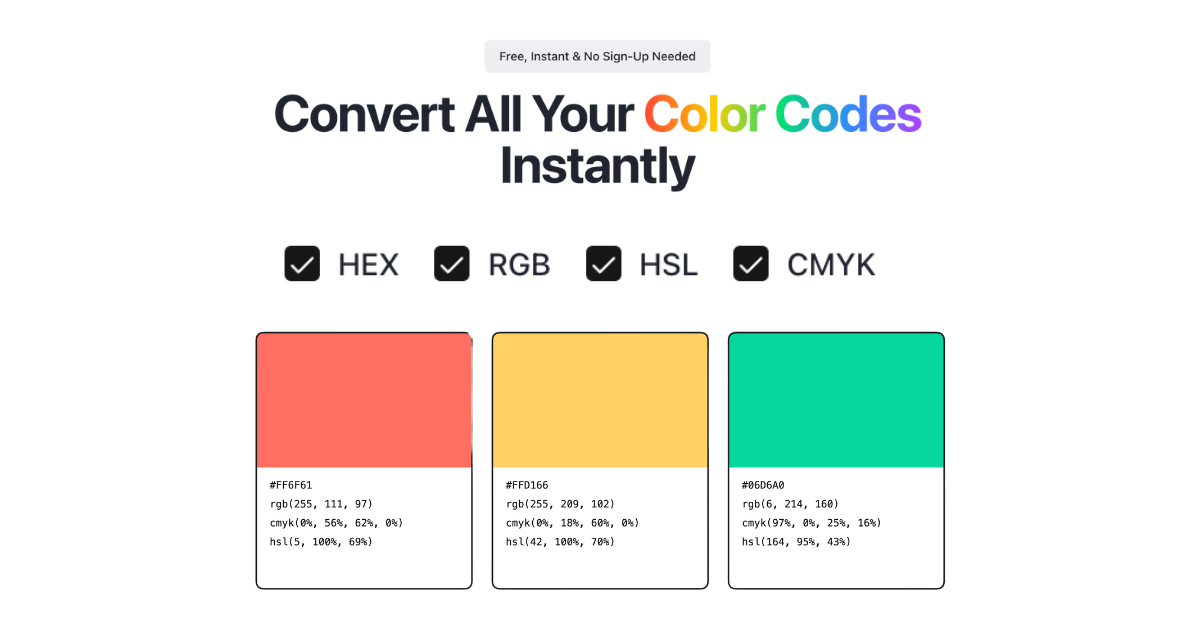 Free, Instant & No Sign-Up Needed
Convert All Your Color Codes
Instantly
HEX RGB HSL CMYK
#FF6F61
rgb(255, 111, 97)
cmyk(0%, 56%, 62%, 0%)
hsl(5, 100%, 69%)
#FFD166
rgb(255, 209, 102)
cmyk(0%, 18%, 60%, 0%)
hsl(42, 100%, 70%)
#06D6A0
rgb(6, 214, 160)
cmyk(97%, 0%, 25%, 16%)
hsl(164, 95%, 43%)